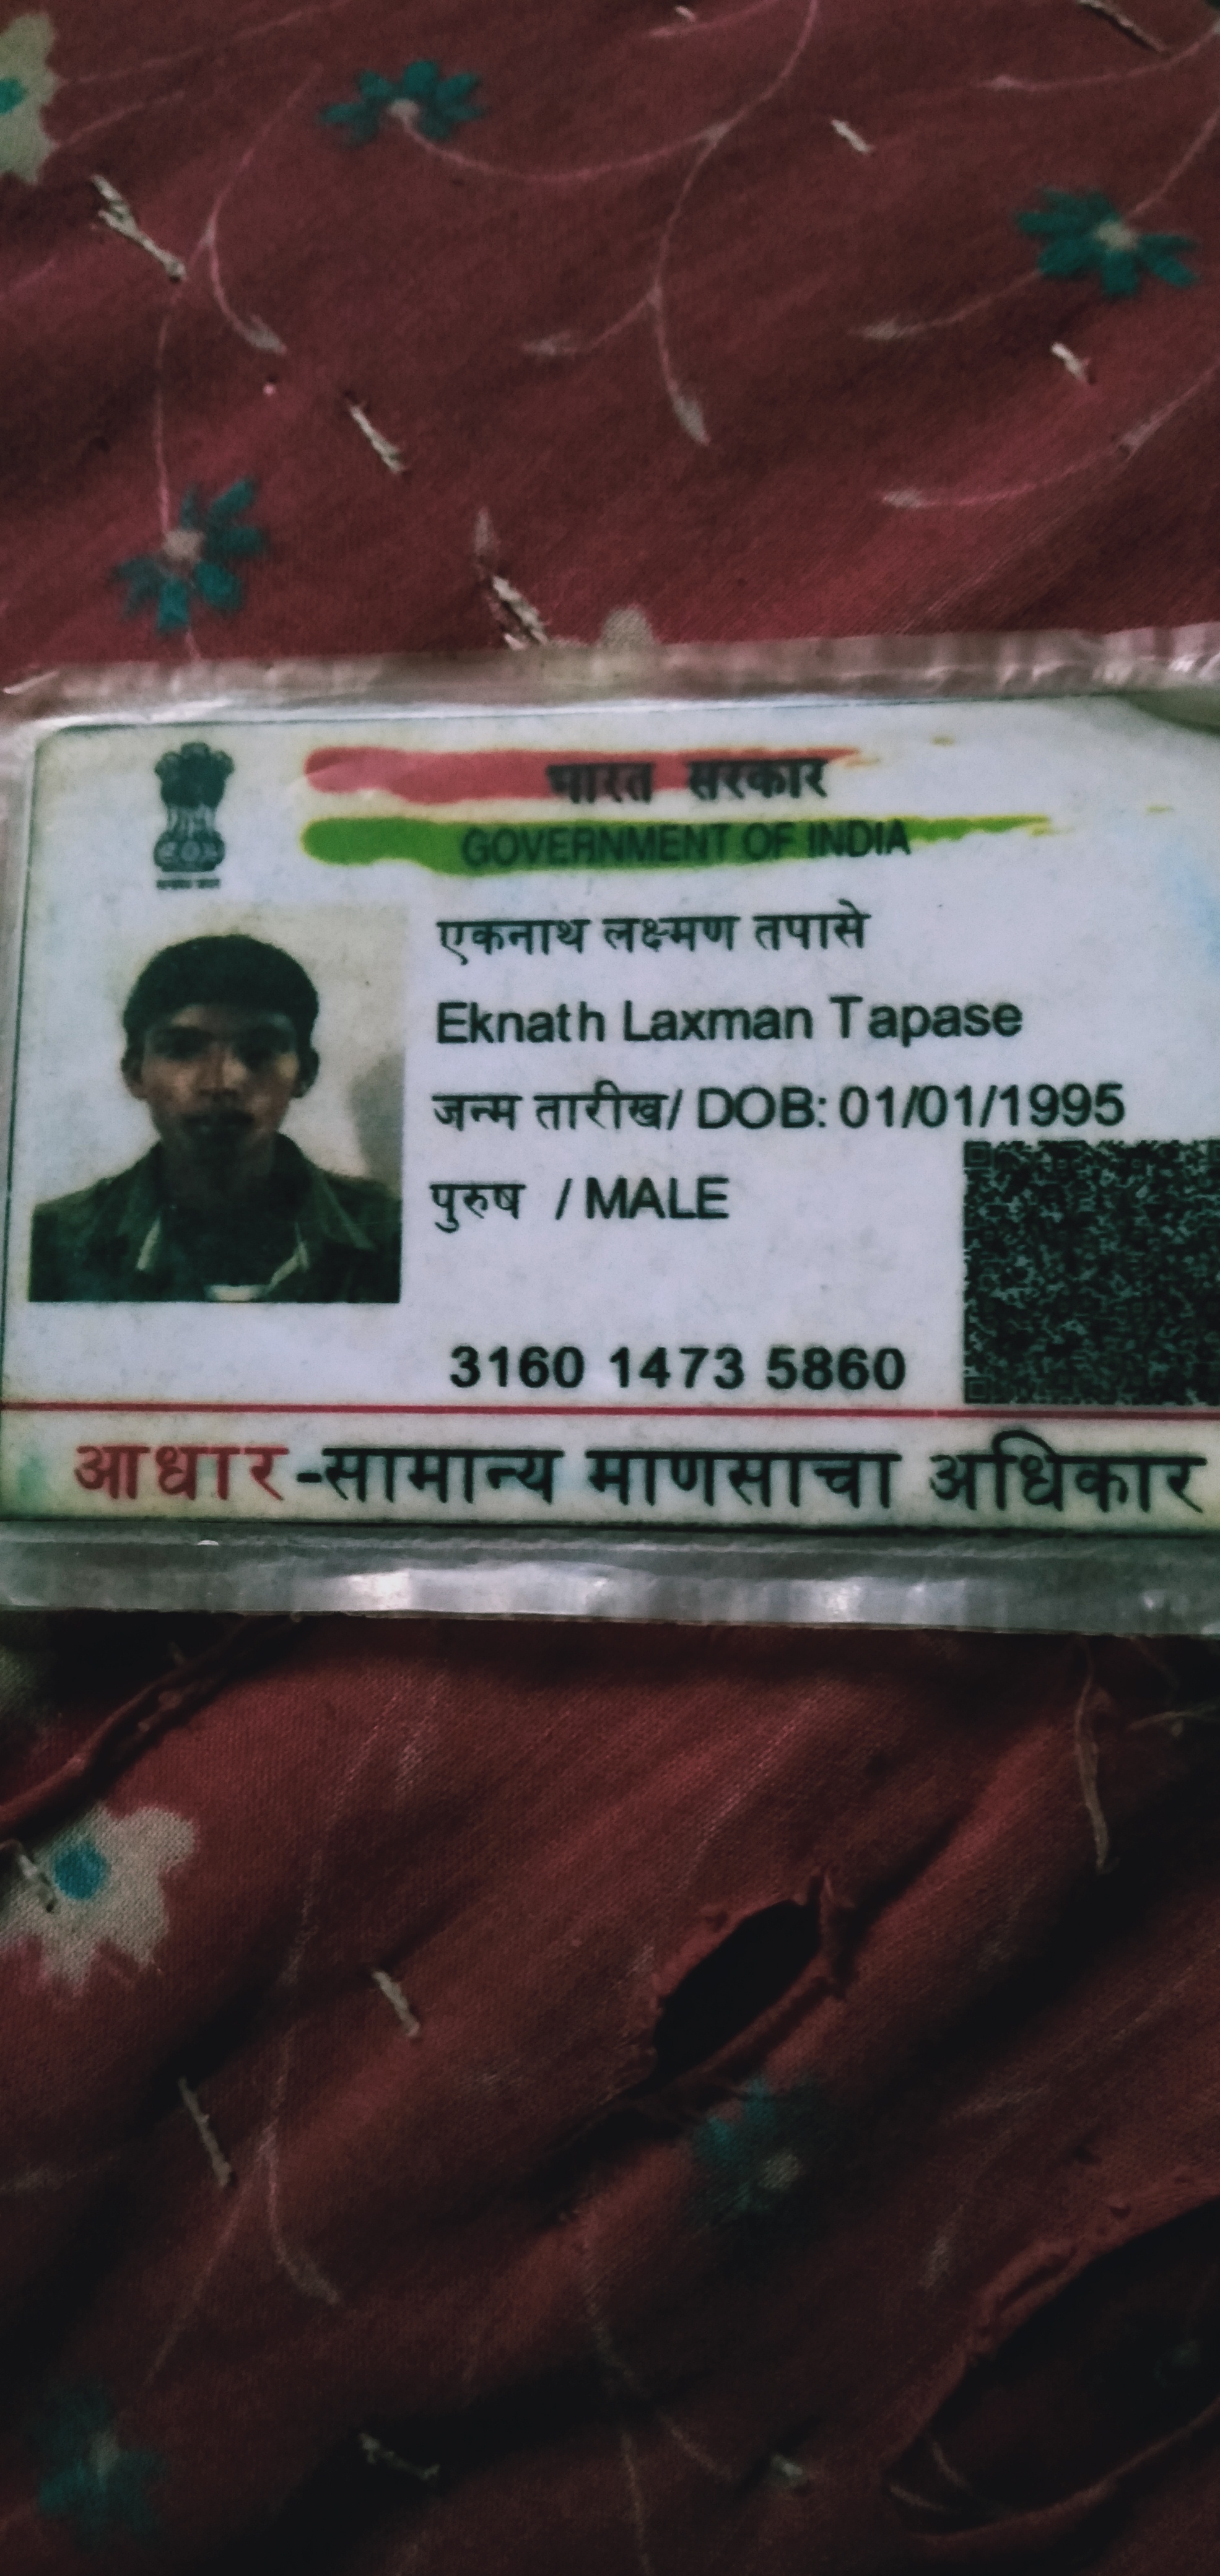 भारत सरकार
GOVERNMENT OF INDIA
एकनाथ लक्ष्मण तपासे
Eknath Laxman Tapase
जन्म तारीख/ DOB: 01/01/1995
पुरुष / MALE
3160 1473 5860
आधार-सामान्य माणसाचा अधिकार